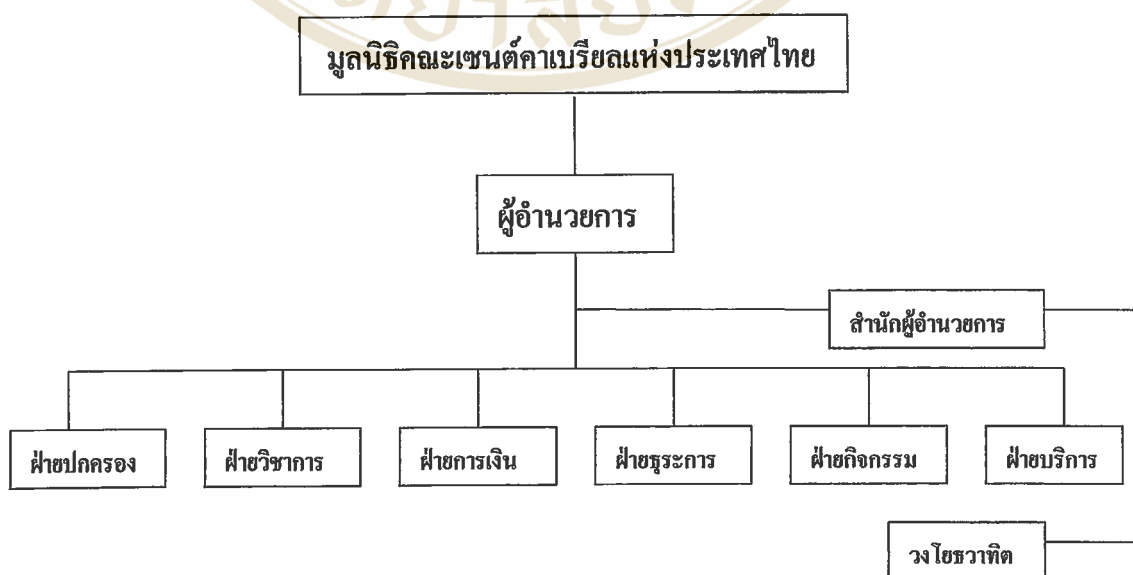 มูลนิธิคณะเซนต์คาเบรียลแห่งประเทศไทย
ผู้อำนวยการ
สำนักผู้อำนวยการ
ฝ่ายปกครอง
ฝ่ายวิชาการ
ฝ่ายการเงิน
ฝ่ายธุระการ
ฝ่ายกิจกรรม
ฝ่ายบริการ
วงโยธวาทิต